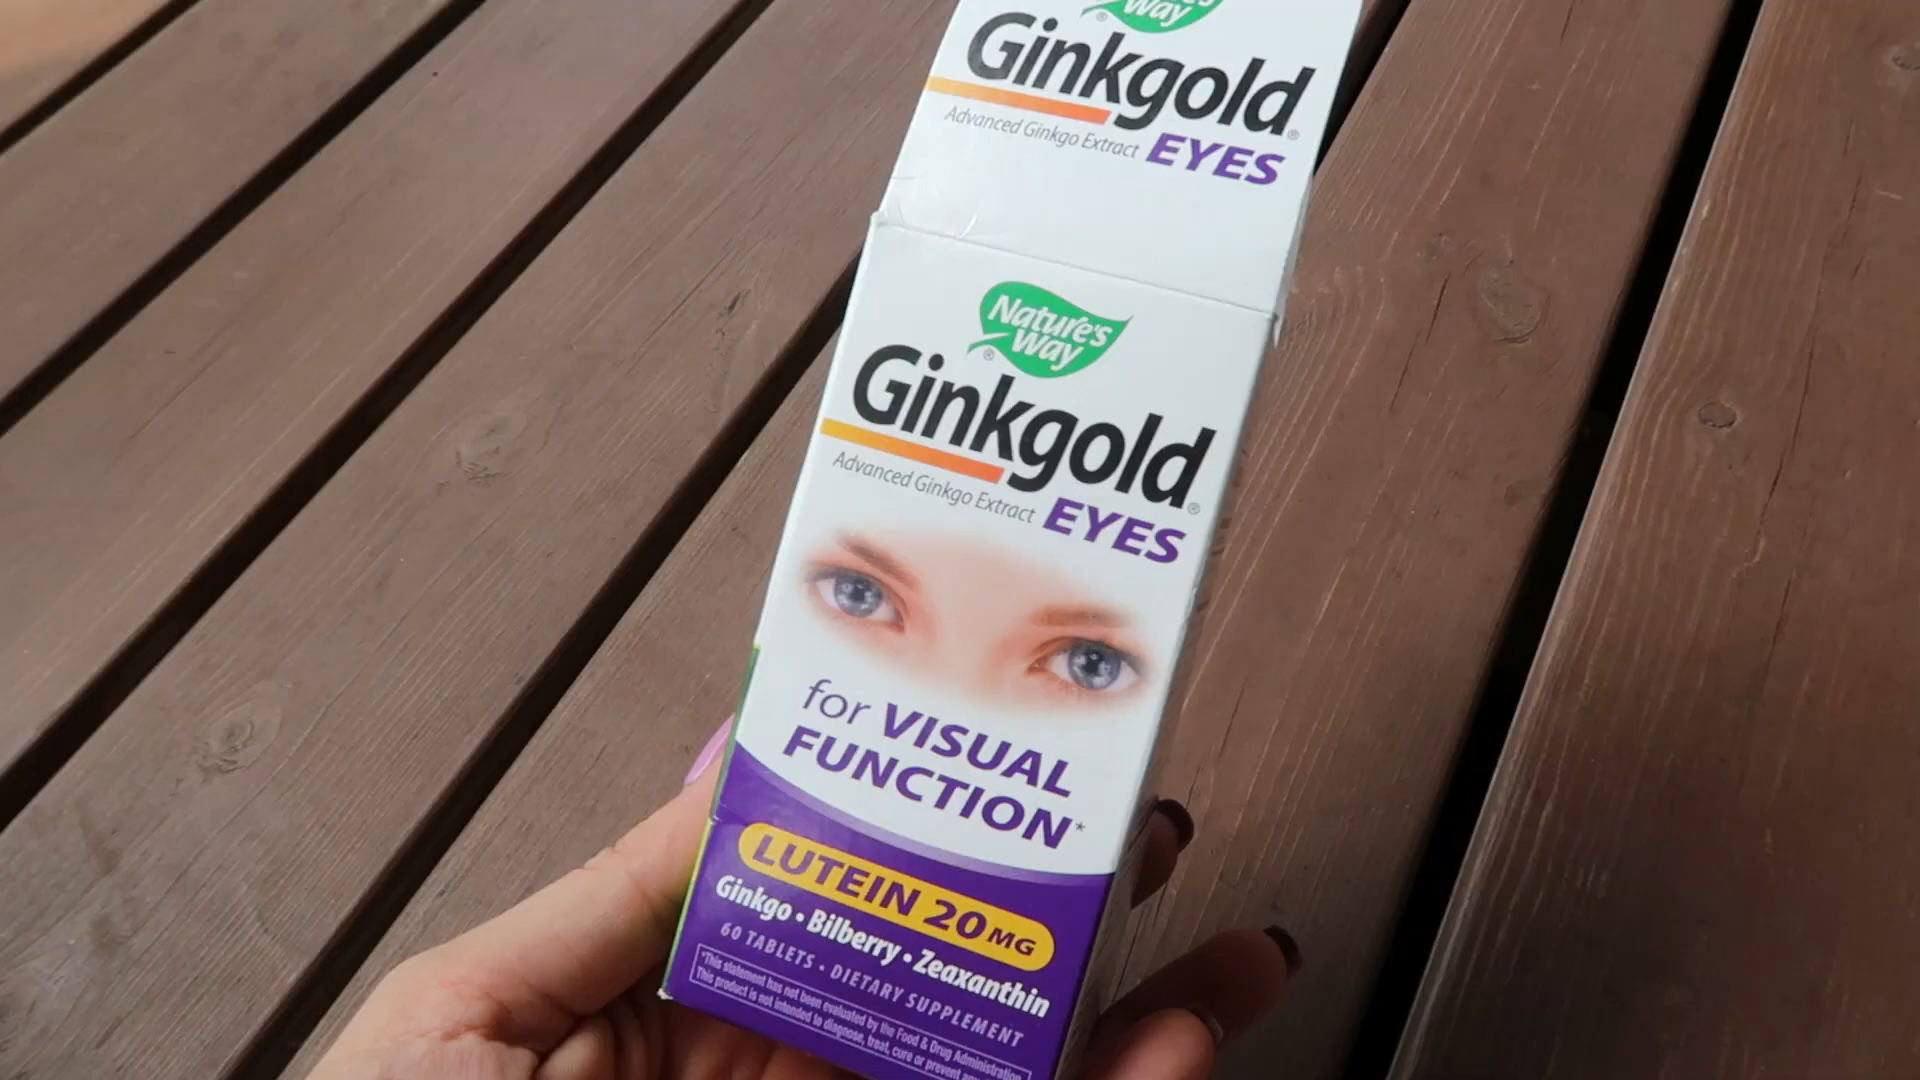 Way
Ginkgold®
Advanced Ginkgo Extract EYES
Nature's
Way®
Ginkgold®
Advanced Ginkgo Extract EYES
for VISUAL
FUNCTION*
LUTEIN 20 MG
Ginkgo • Bilberry • Zeaxanthin
60 TABLETS • DIETARY SUPPLEMENT
*This statement has not been evaluated by the Food & Drug Administration.
This product is not intended to diagnose, treat, cure or prevent